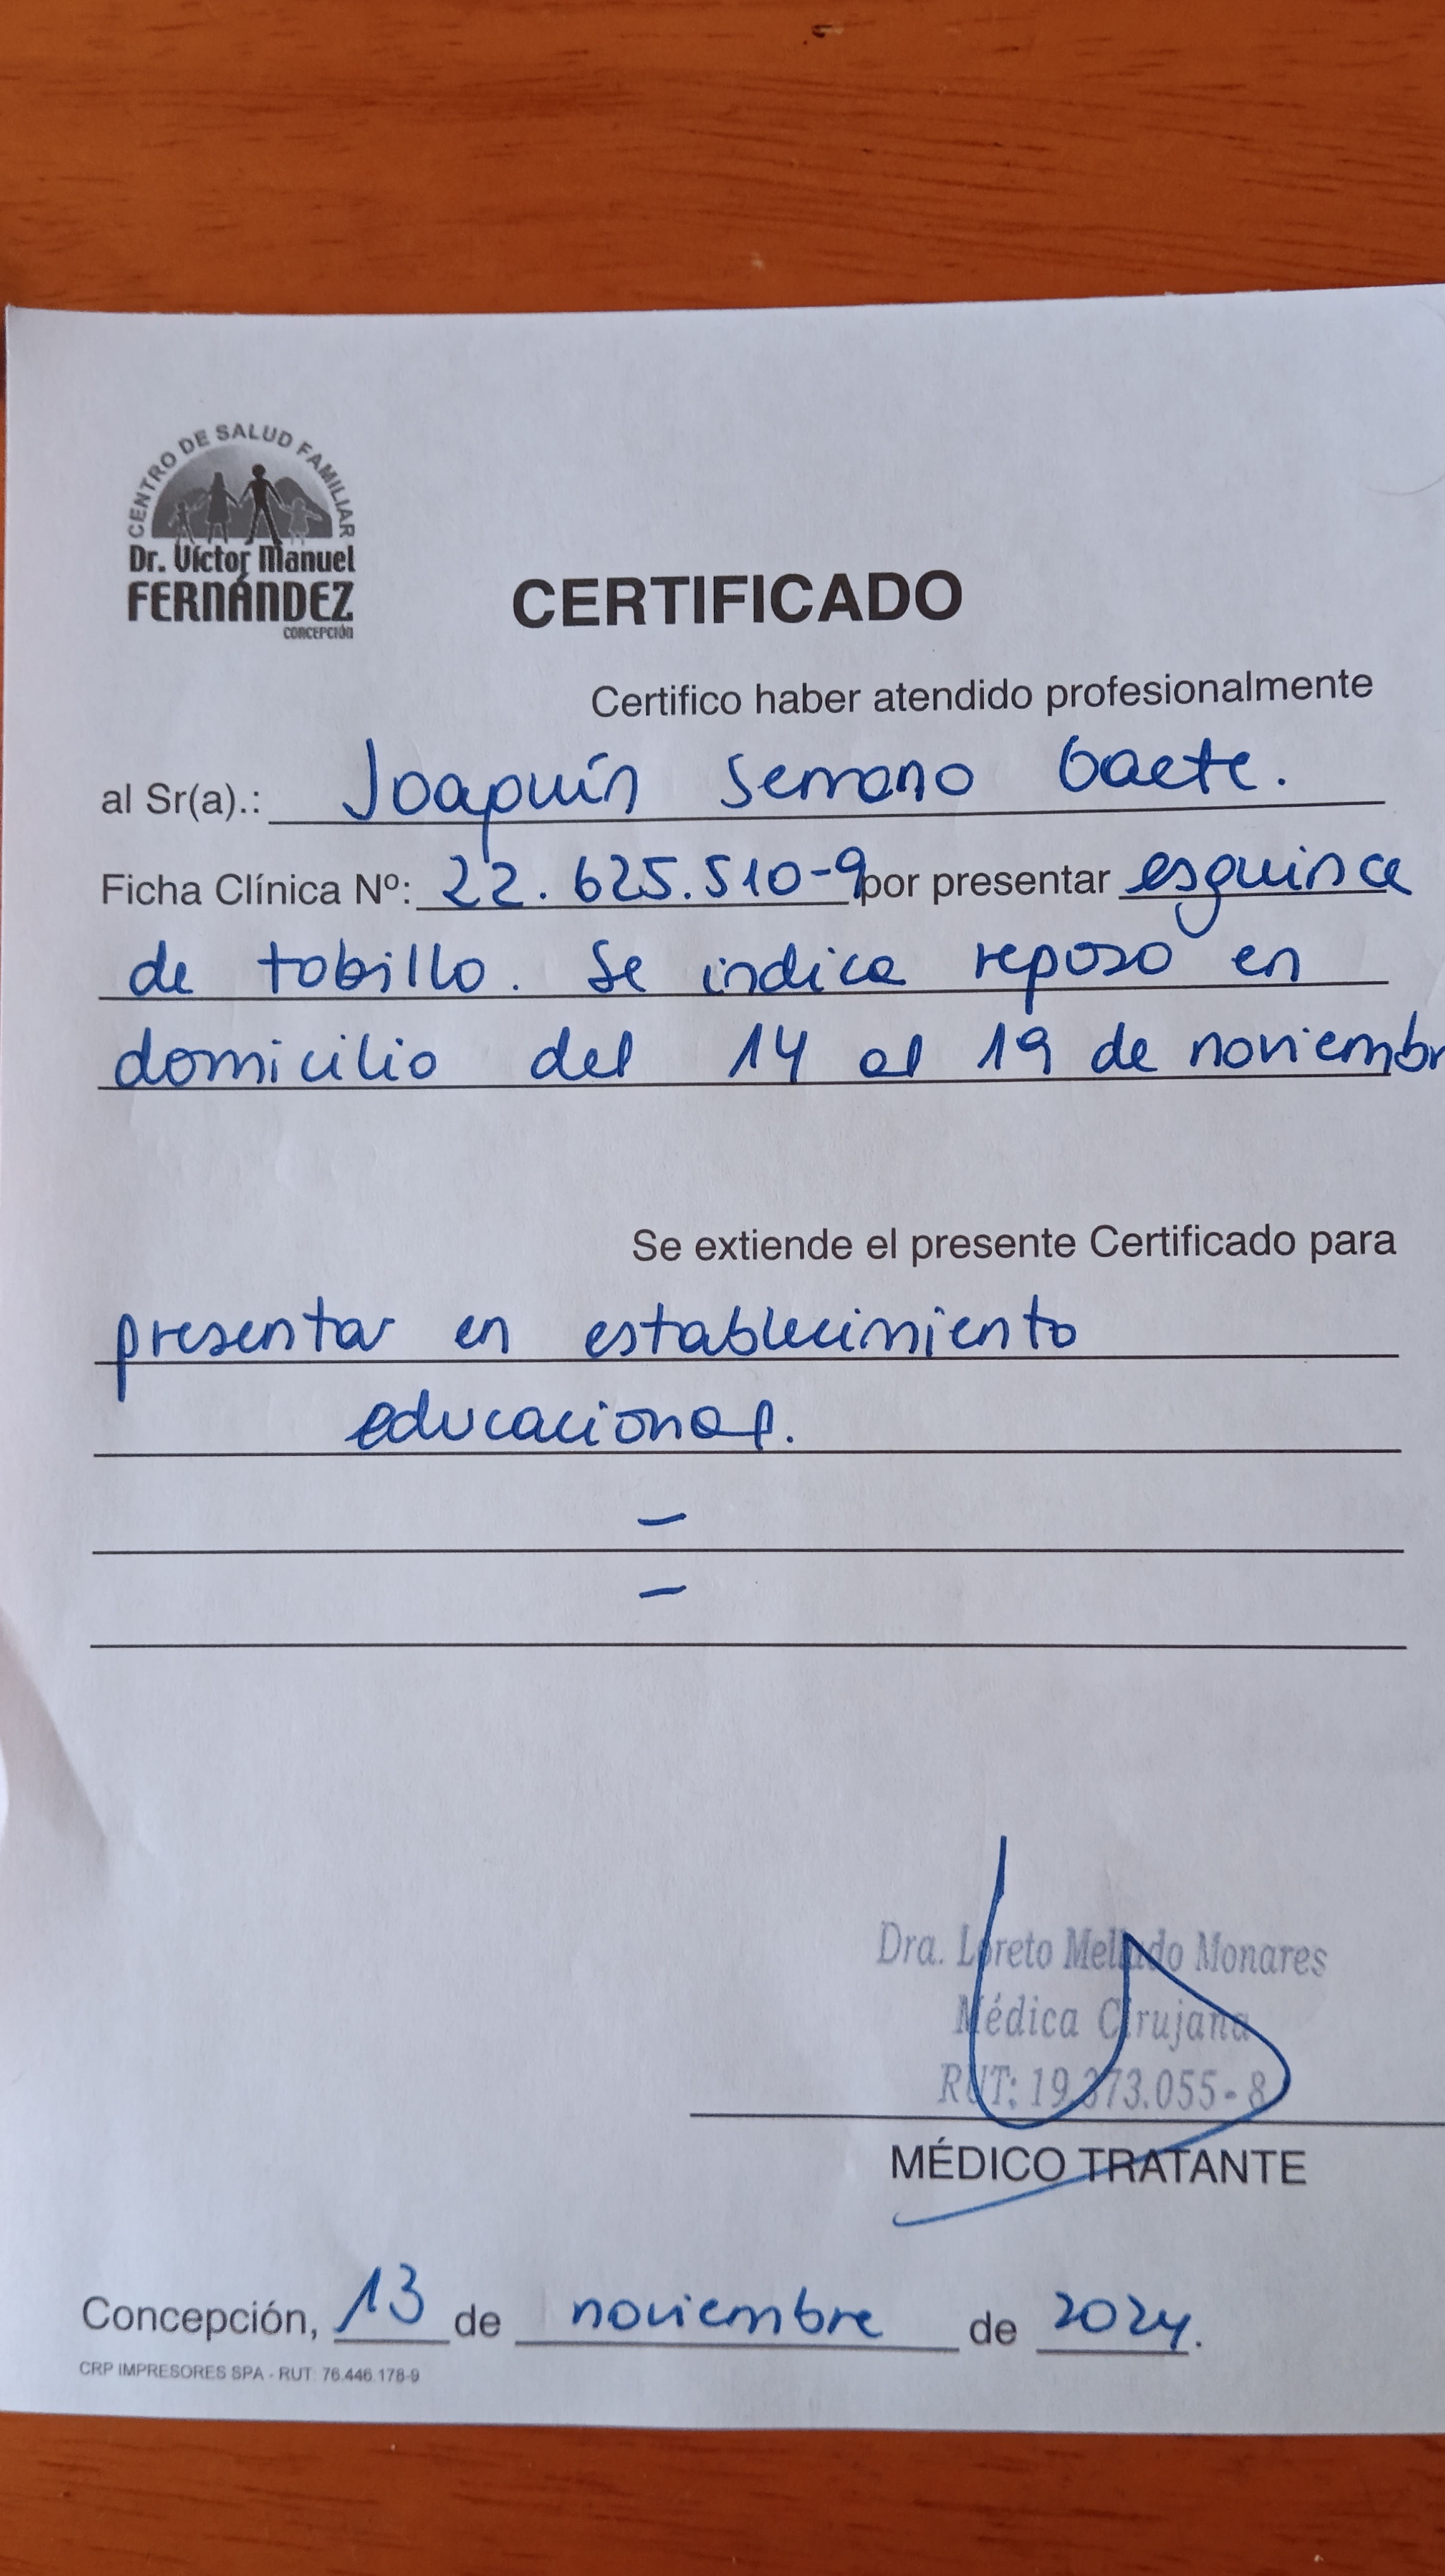 CENTRO DE SALUD FAMILIAR
Dr. Víctor Manuel
FERNÁNDEZ
CONCEPCIÓN
CERTIFICADO
Certifico haber atendido profesionalmente
al Sr(a).: Joaquín Serrano Gaete.
Ficha Clínica Nº: 22.625.510-9 por presentar esguince
de tobillo. Se indica reposo en
domicilio del 14 al 19 de noviembr
Se extiende el presente Certificado para
presentar en establecimiento
educacional.
–
–
Dra. Loreto Mellado Monares
Médica Cirujana
RUT: 19.373.055-8
MÉDICO TRATANTE
Concepción, 13 de noviembre de 2024.
CRP IMPRESORES SPA - RUT: 76.446.178-9